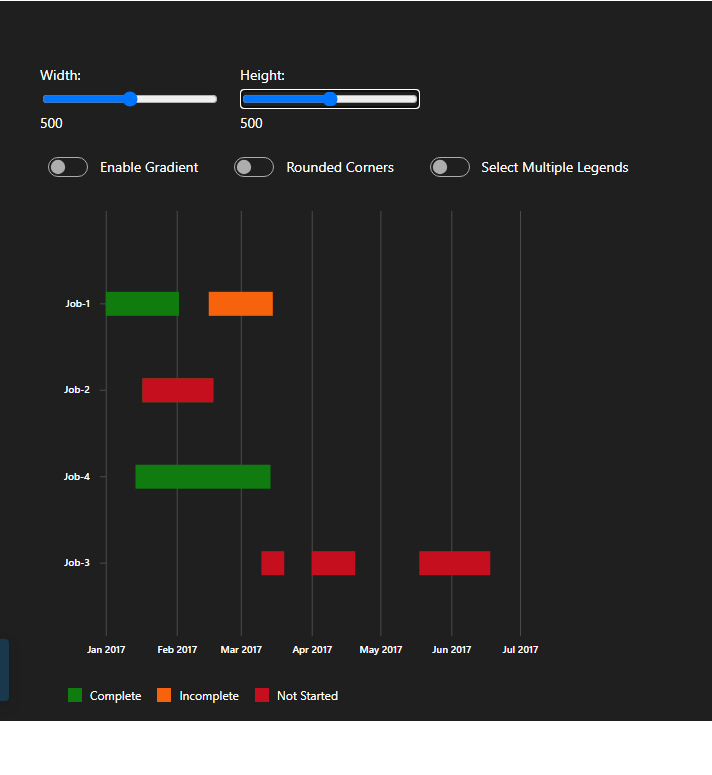 Width: Height:
500 500
Enable Gradient Rounded Corners Select Multiple Legends
Job-1
Job-2
Job-4
Job-3
Jan 2017 Feb 2017 Mar 2017 Apr 2017 May 2017 Jun 2017 Jul 2017
Complete Incomplete Not Started